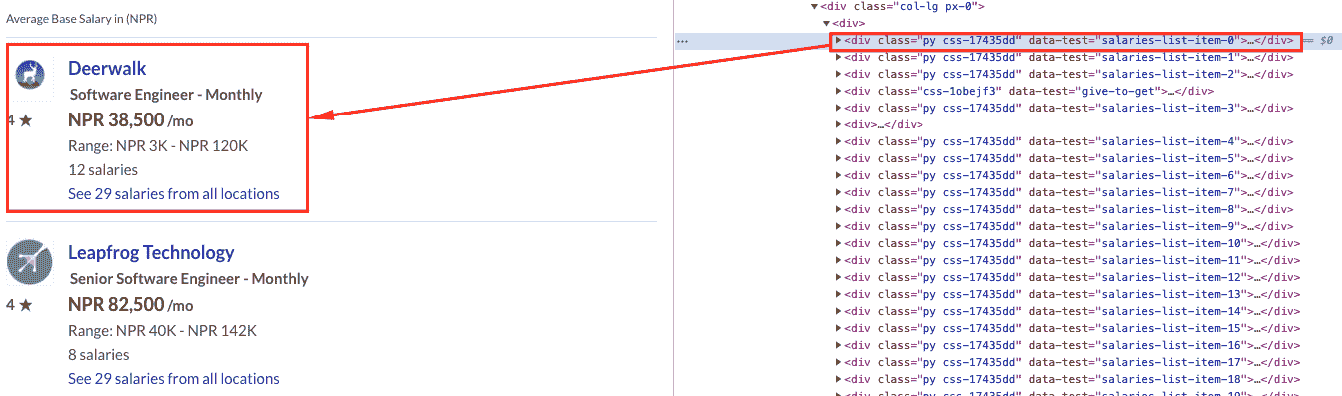 Average Base Salary in (NPR)
Deerwalk
Software Engineer - Monthly
4 ★ NPR 38,500 /mo
Range: NPR 3K - NPR 120K
12 salaries
See 29 salaries from all locations
Leapfrog Technology
Senior Software Engineer - Monthly
4 ★ NPR 82,500 /mo
Range: NPR 40K - NPR 142K
8 salaries
See 29 salaries from all locations
▼<div class="col-lg px-0">
▼<div>
… ▶<div class="py css-17435dd" data-test="salaries-list-item-0">…</div> == $0
▶<div class="py css-17435dd" data-test="salaries-list-item-1">…</div>
▶<div class="py css-17435dd" data-test="salaries-list-item-2">…</div>
▶<div class="css-1obejf3" data-test="give-to-get">…</div>
▶<div class="py css-17435dd" data-test="salaries-list-item-3">…</div>
▶<div>…</div>
▶<div class="py css-17435dd" data-test="salaries-list-item-4">…</div>
▶<div class="py css-17435dd" data-test="salaries-list-item-5">…</div>
▶<div class="py css-17435dd" data-test="salaries-list-item-6">…</div>
▶<div class="py css-17435dd" data-test="salaries-list-item-7">…</div>
▶<div class="py css-17435dd" data-test="salaries-list-item-8">…</div>
▶<div class="py css-17435dd" data-test="salaries-list-item-9">…</div>
▶<div class="py css-17435dd" data-test="salaries-list-item-10">…</div>
▶<div class="py css-17435dd" data-test="salaries-list-item-11">…</div>
▶<div class="py css-17435dd" data-test="salaries-list-item-12">…</div>
▶<div class="py css-17435dd" data-test="salaries-list-item-13">…</div>
▶<div class="py css-17435dd" data-test="salaries-list-item-14">…</div>
▶<div class="py css-17435dd" data-test="salaries-list-item-15">…</div>
▶<div class="py css-17435dd" data-test="salaries-list-item-16">…</div>
▶<div class="py css-17435dd" data-test="salaries-list-item-17">…</div>
▶<div class="py css-17435dd" data-test="salaries-list-item-18">…</div>